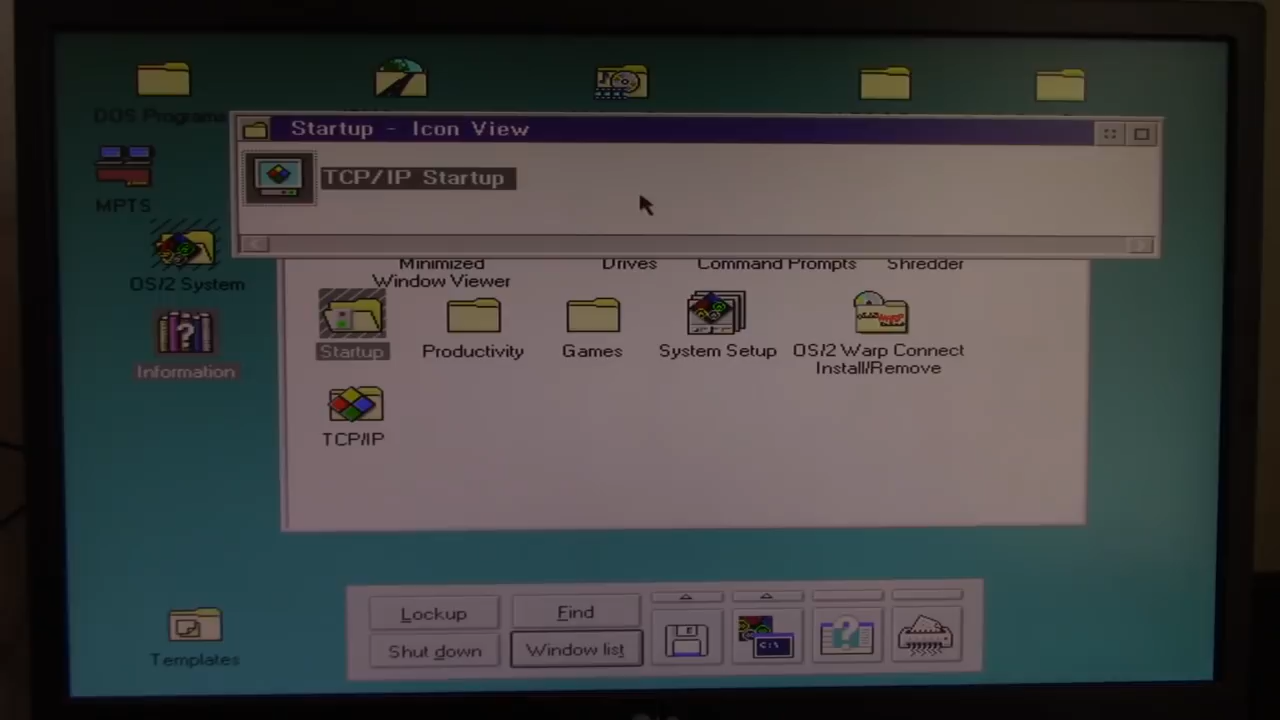 DOS Programs
Startup - Icon View
TCP/IP Startup
MPTS
OS/2 System
Information
Minimized
Window Viewer
Drives
Command Prompts
Shredder
Startup
Productivity
Games
System Setup
OS/2 Warp Connect
Install/Remove
TCP/IP
Templates
Lockup
Find
Shut down
Window list
C:\